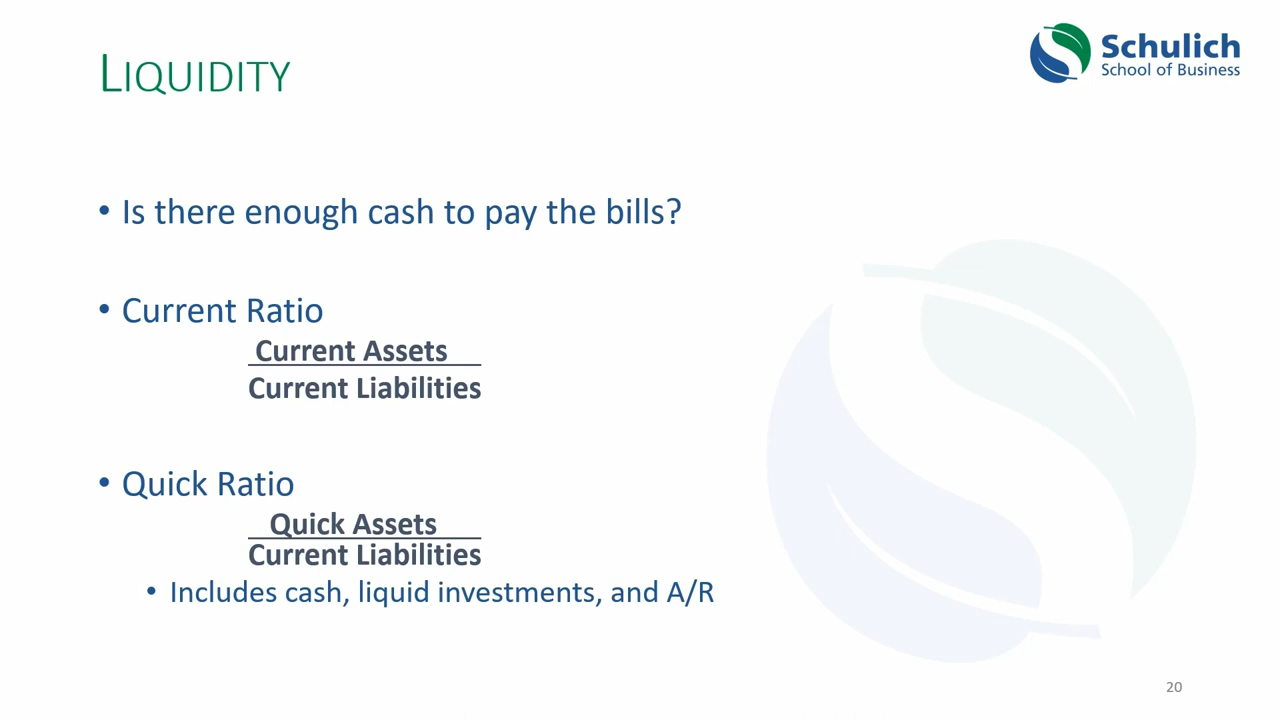 LIQUIDITY
Schulich
School of Business
• Is there enough cash to pay the bills?
• Current Ratio
Current Assets
Current Liabilities
• Quick Ratio
Quick Assets
Current Liabilities
• Includes cash, liquid investments, and A/R
20